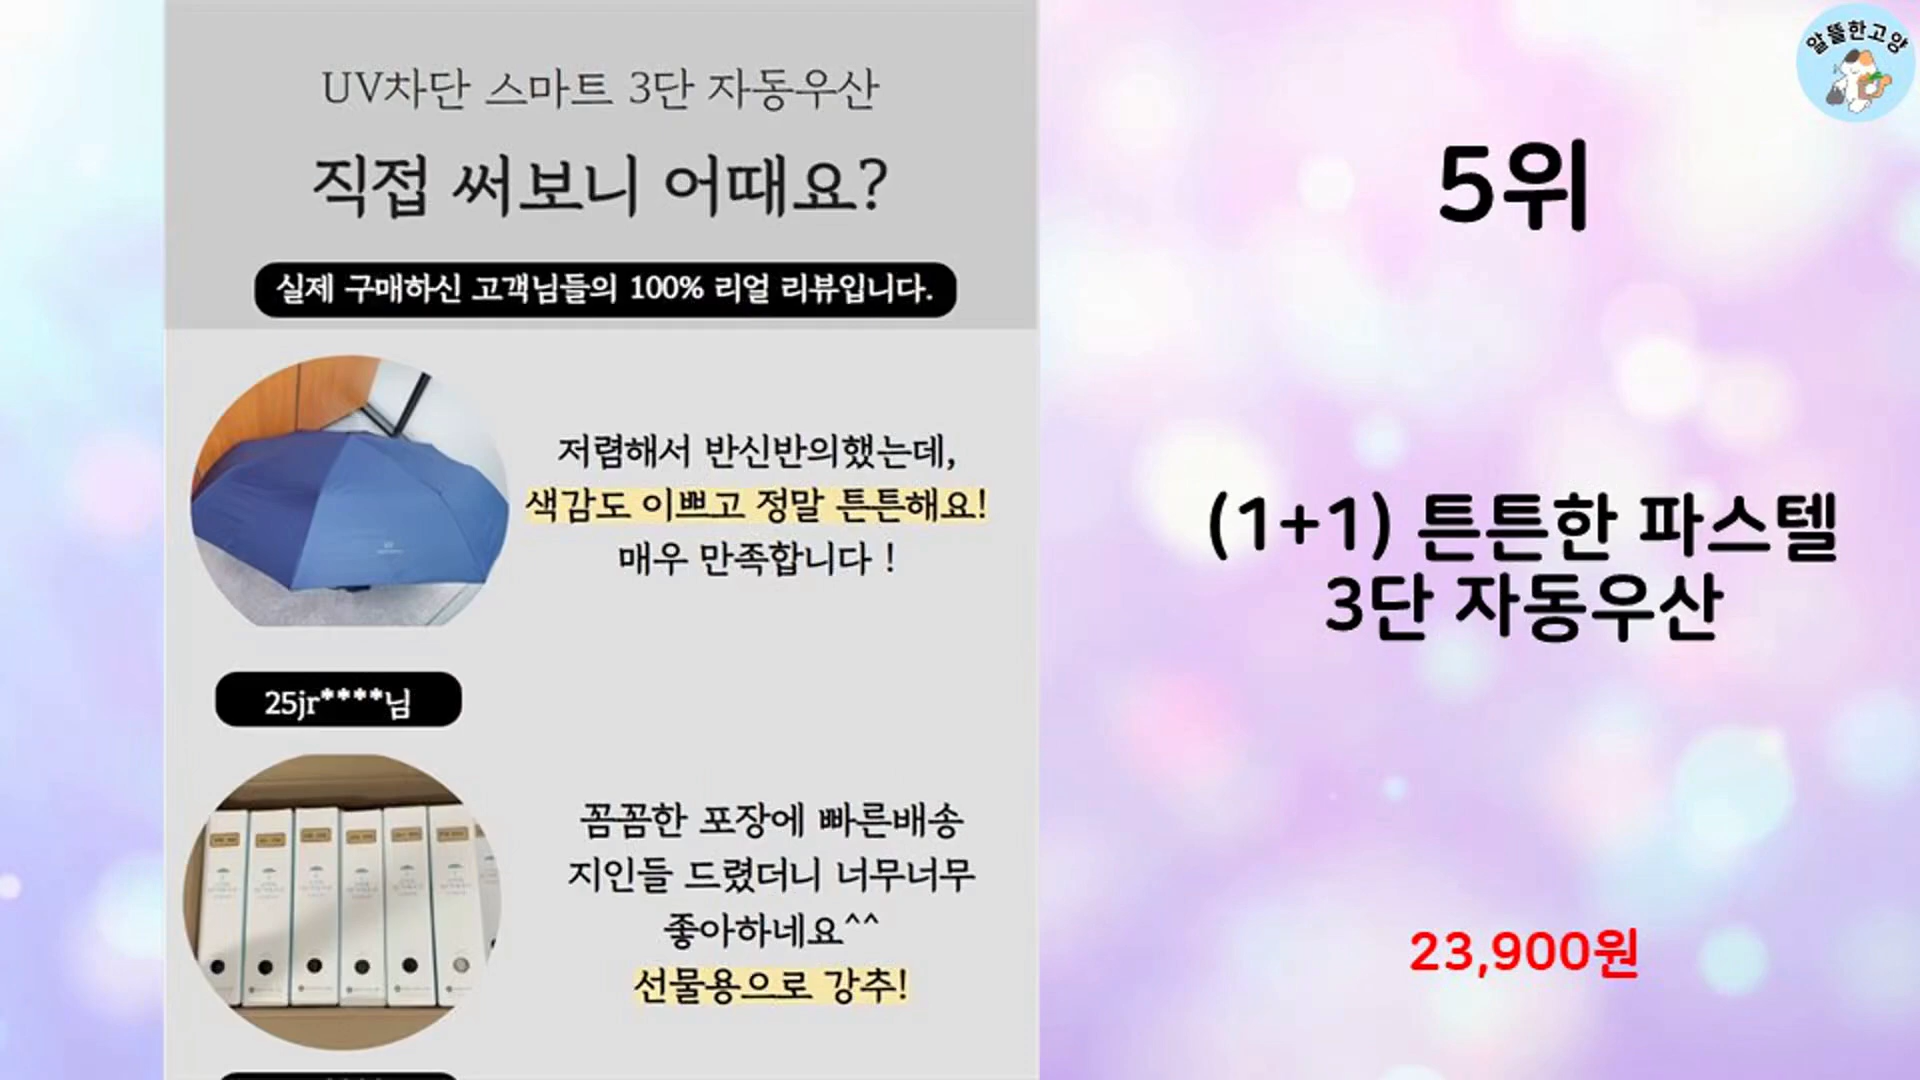 UV차단 스마트 3단 자동우산
직접 써보니 어때요?
실제 구매하신 고객님들의 100% 리얼 리뷰입니다.
저렴해서 반신반의했는데,
색감도 이쁘고 정말 튼튼해요!
매우 만족합니다 !
25jr****님
꼼꼼한 포장에 빠른배송
지인들 드렸더니 너무너무
좋아하네요^^
선물용으로 강추!
알뜰한고양
5위
(1+1) 튼튼한 파스텔
3단 자동우산
23,900원